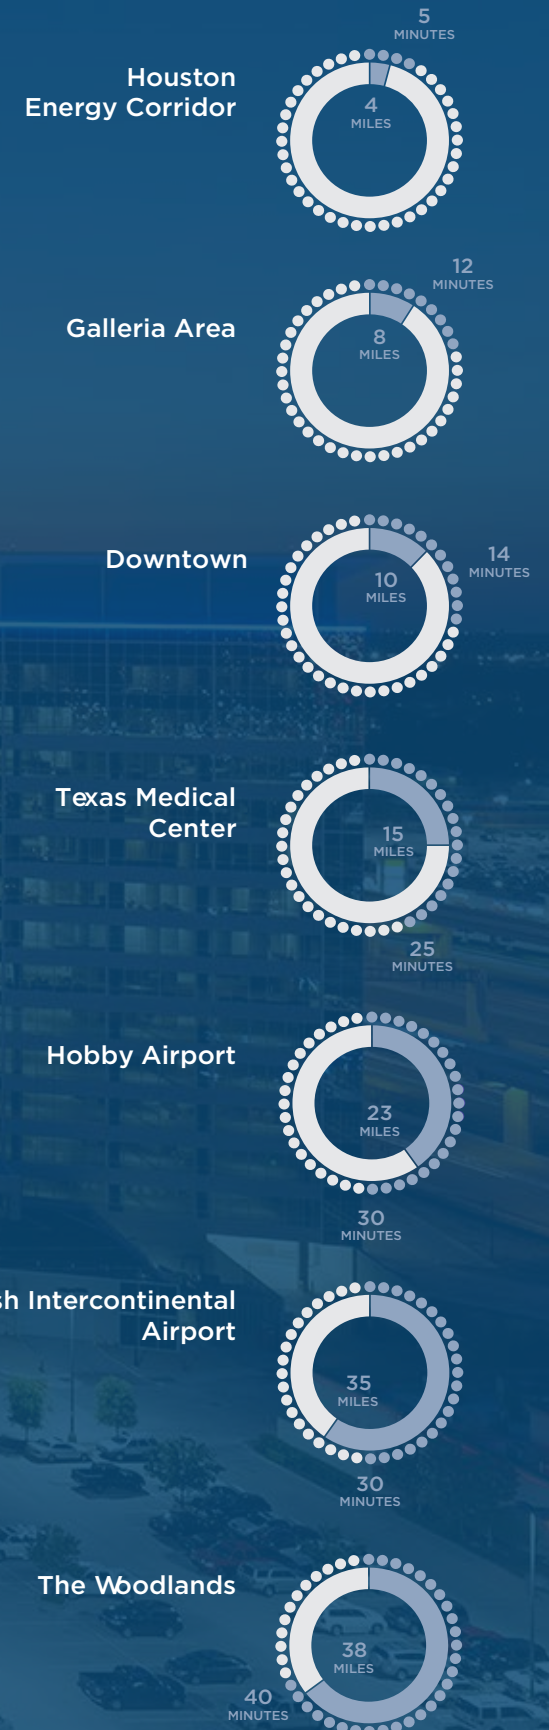 5
MINUTES
Houston
Energy Corridor
4
MILES
12
MINUTES
Galleria Area
8
MILES
Downtown
14
MINUTES
10
MILES
Texas Medical
Center
15
MILES
25
MINUTES
Hobby Airport
23
MILES
30
MINUTES
Intercontinental
Airport
35
MILES
30
MINUTES
The Woodlands
38
MILES
40
MINUTES